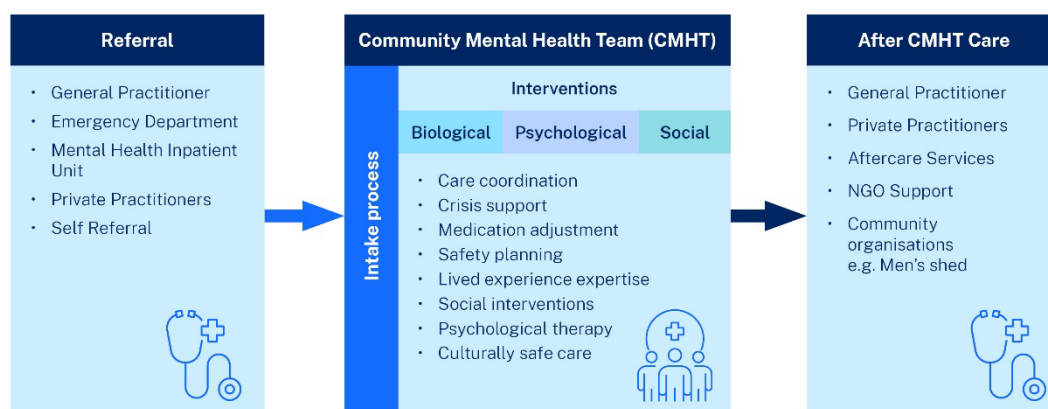 Referral
• General Practitioner
• Emergency Department
• Mental Health Inpatient
Unit
• Private Practitioners
• Self Referral
Community Mental Health Team (CMHT)
Intake process
Interventions
Biological
Psychological
Social
• Care coordination
• Crisis support
• Medication adjustment
• Safety planning
• Lived experience expertise
• Social interventions
• Psychological therapy
• Culturally safe care
After CMHT Care
• General Practitioner
• Private Practitioners
• Aftercare Services
• NGO Support
• Community
organisations
e.g. Men's shed